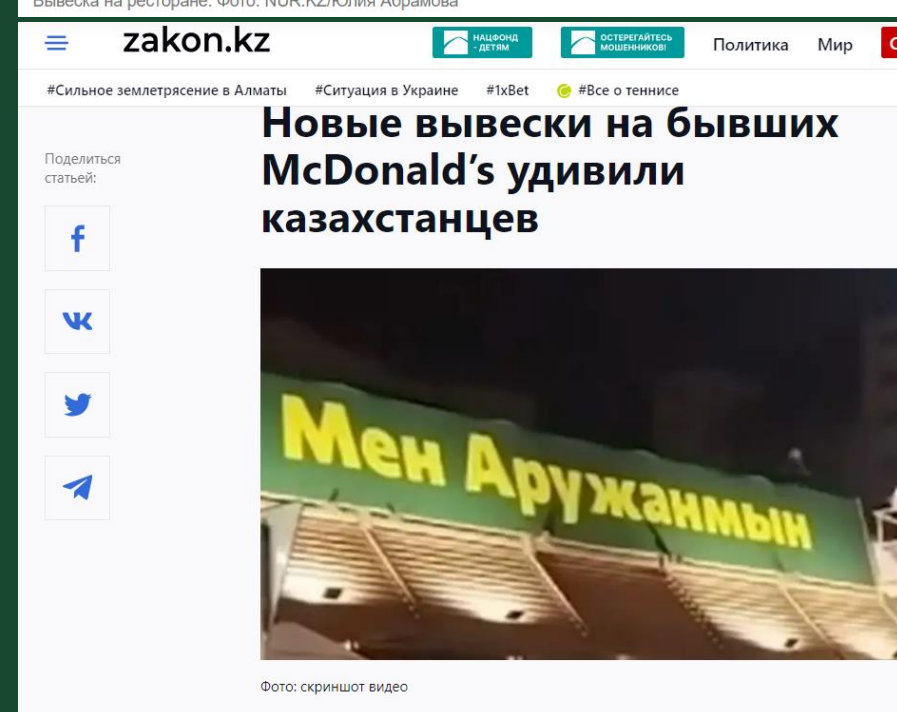 Вывеска на ресторане. Фото: NUR.KZ/Юлия Абрамова
zakon.kz
НАЦФОНД
- ДЕТЯМ
ОСТЕРЕГАЙТЕСЬ
МОШЕННИКОВ!
Политика
Мир
#Сильное землетрясение в Алматы
#Ситуация в Украине
#1xBet
#Все о теннисе
Новые вывески на бывших
McDonald's удивили
казахстанцев
Поделиться
статьей:
Мен Аружанмын
Фото: скриншот видео